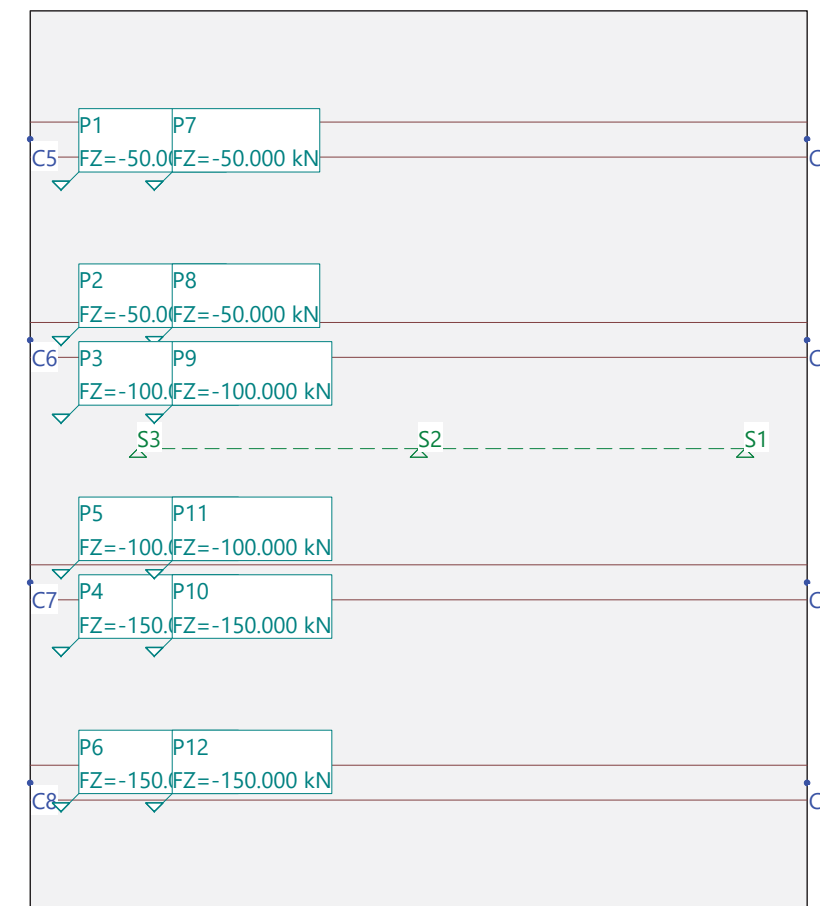 P1 P7
C5 FZ=-50.0 FZ=-50.000 kN C
P2 P8
FZ=-50.0 FZ=-50.000 kN
C6 P3 P9 C
FZ=-100. FZ=-100.000 kN
S3 S2 S1
P5 P11
FZ=-100. FZ=-100.000 kN
C7 P4 P10 C
FZ=-150. FZ=-150.000 kN
P6 P12
FZ=-150. FZ=-150.000 kN
C8 C